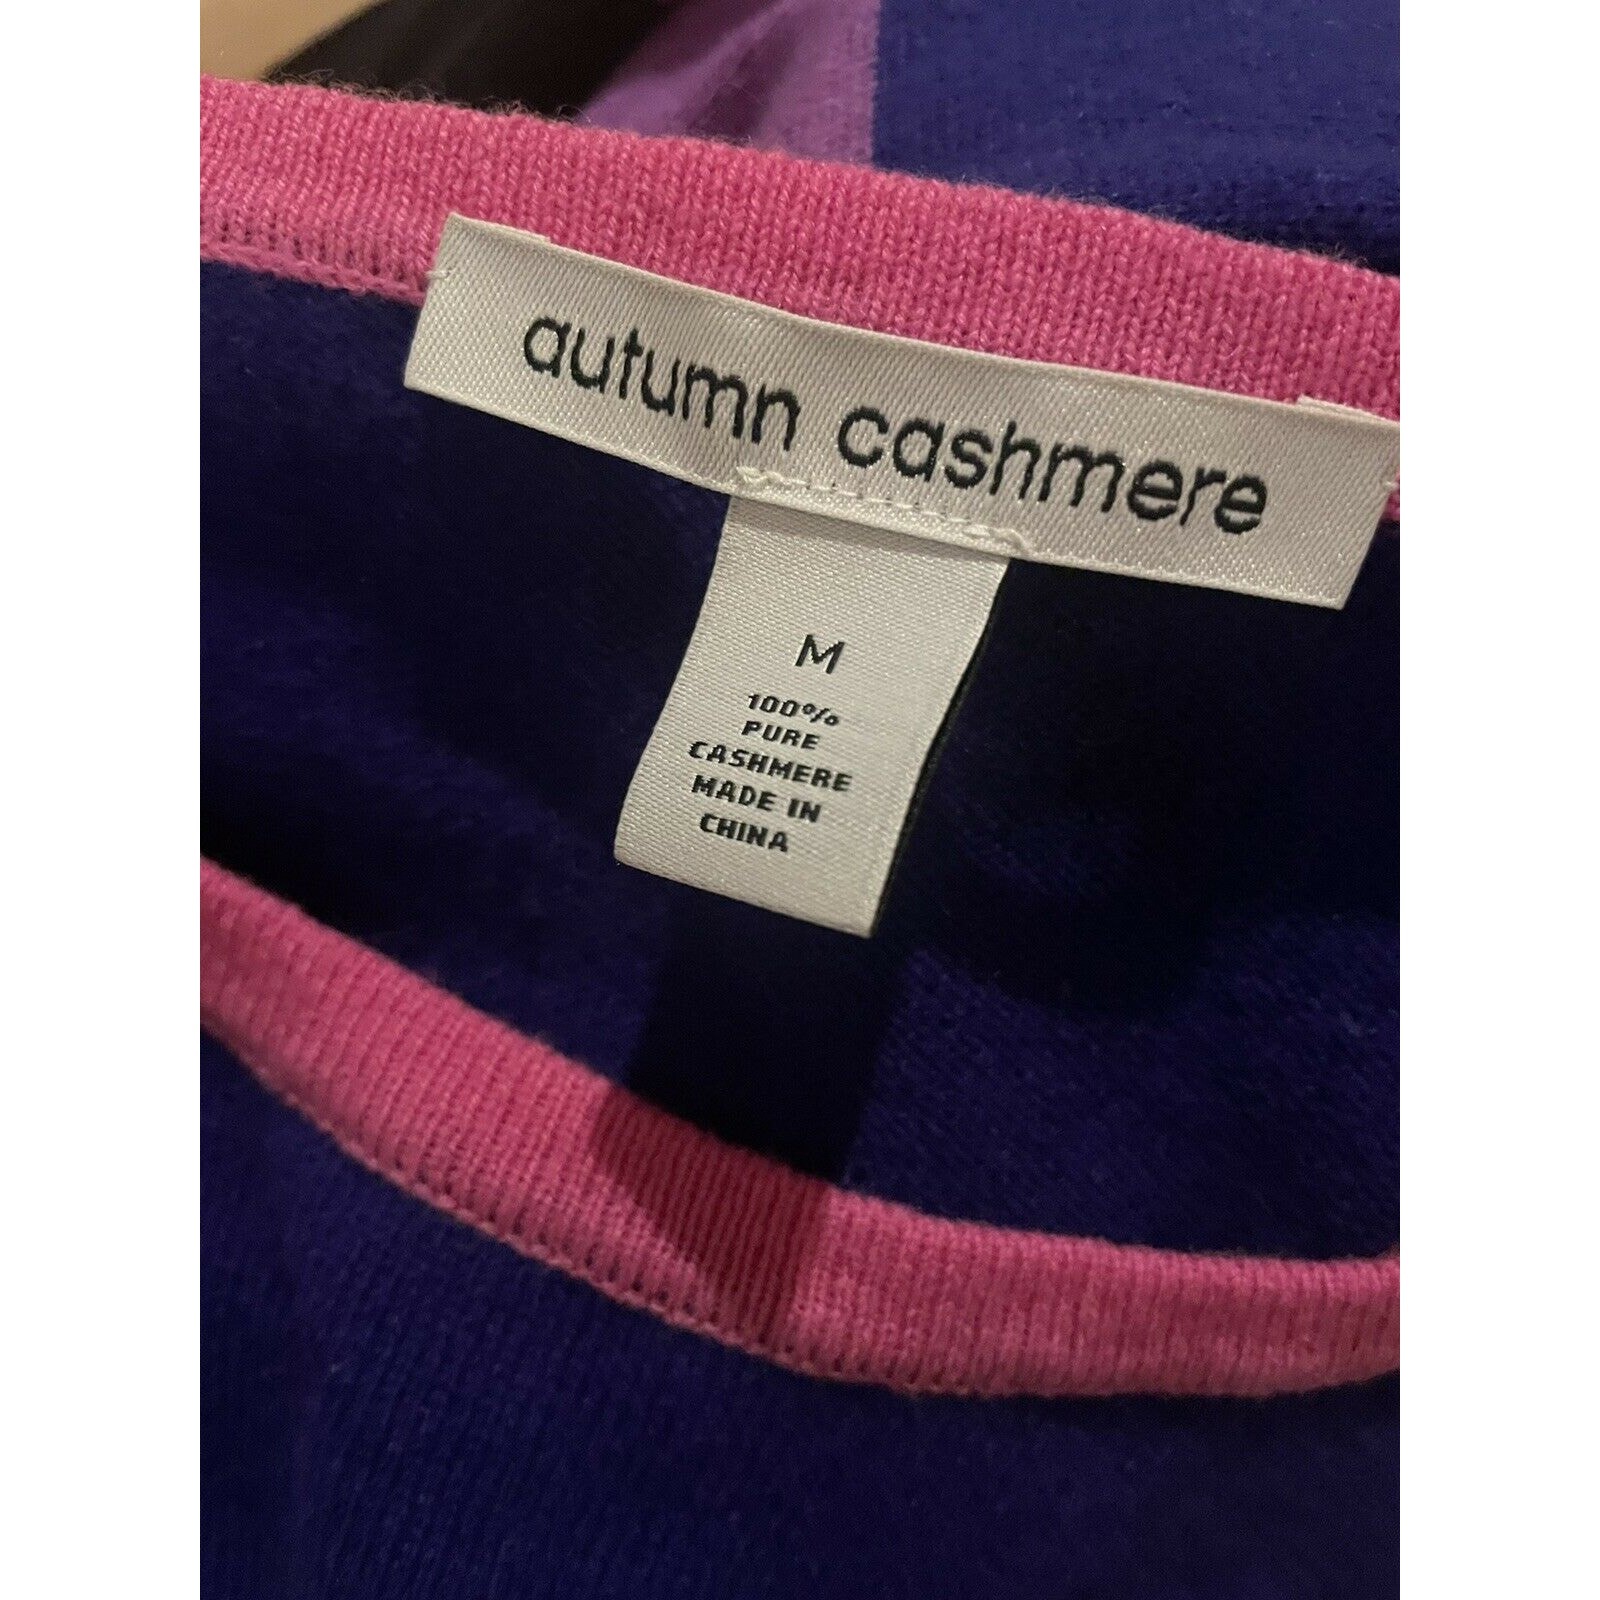 autumn cashmere
M
100%
PURE
CASHMERE
MADE IN
CHINA